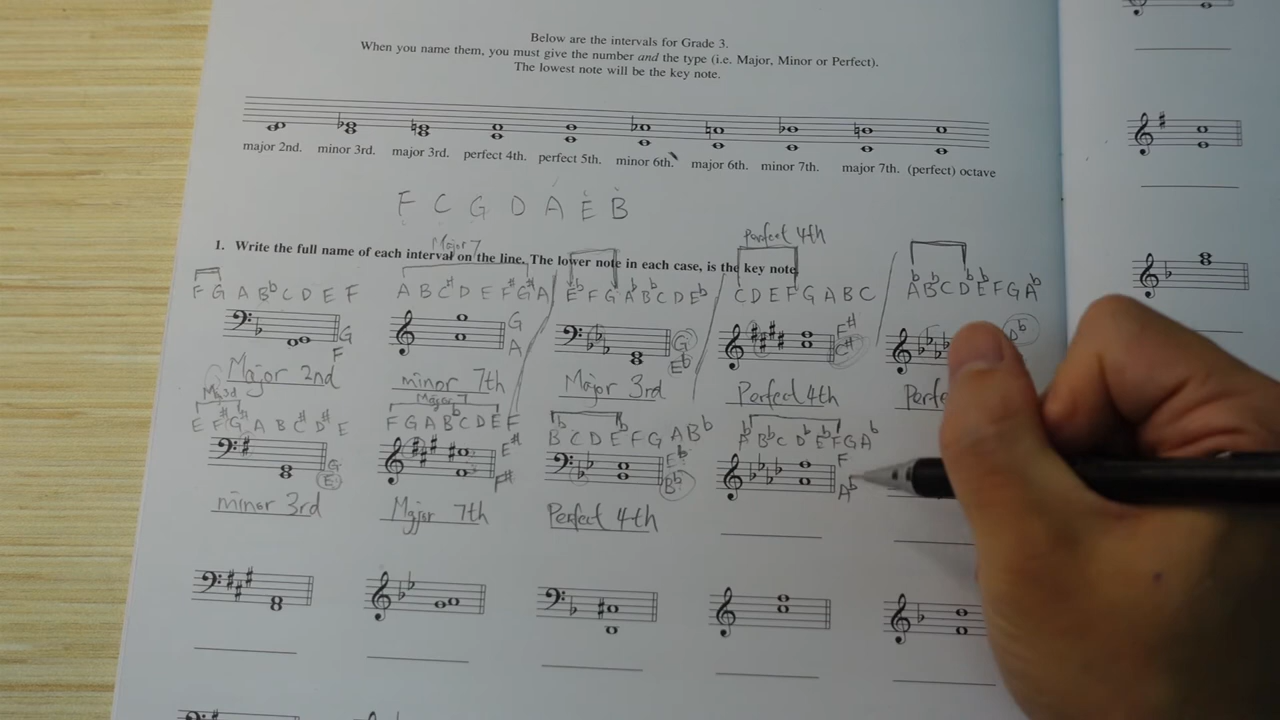 Below are the intervals for Grade 3.
When you name them, you must give the number and the type (i.e. Major, Minor or Perfect).
The lowest note will be the key note.
major 2nd. minor 3rd. major 3rd. perfect 4th. perfect 5th. minor 6th. major 6th. minor 7th. major 7th. (perfect) octave
F C G D A E B
Major 7 Perfect 4th
1. Write the full name of each interval on the line. The lower note in each case, is the key note.
F G A B♭ C D E F A B C# D E F# G# A E♭ F G A♭ B♭ C D E♭ C D E F G A B C A♭ B♭ C D♭ E♭ F G A♭
G F G A G E♭ F# C# A♭
Major 2nd minor 7th Major 3rd Perfect 4th Perfe
Major 7
E F# G# A B C# D# E F G A B♭ C D E F B♭ C D E♭ F G A B♭ A♭ B♭ C D♭ E♭ F G A♭
G E E# F# E♭ B♭ F A♭
minor 3rd Major 7th Perfect 4th